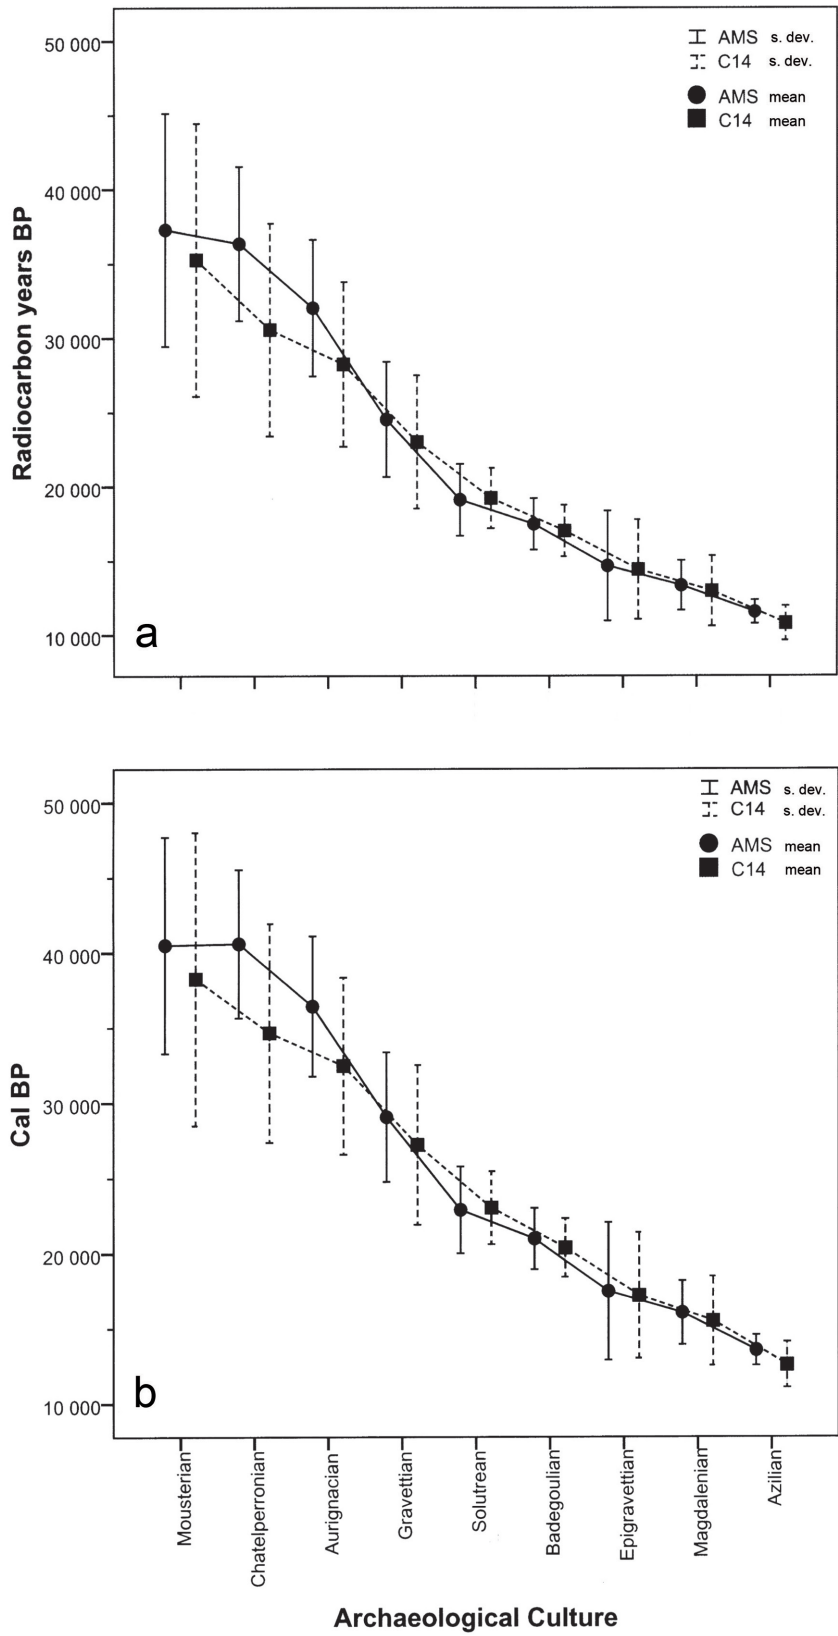 50 000
40 000
30 000
20 000
10 000
Radiocarbon years BP
AMS s. dev.
C14 s. dev.
AMS mean
C14 mean
a
50 000
40 000
30 000
20 000
10 000
Cal BP
AMS s. dev.
C14 s. dev.
AMS mean
C14 mean
b
Mousterian
Chatelperronian
Aurignacian
Gravettian
Solutrean
Badegoulian
Epigravettian
Magdalenian
Azilian
Archaeological Culture